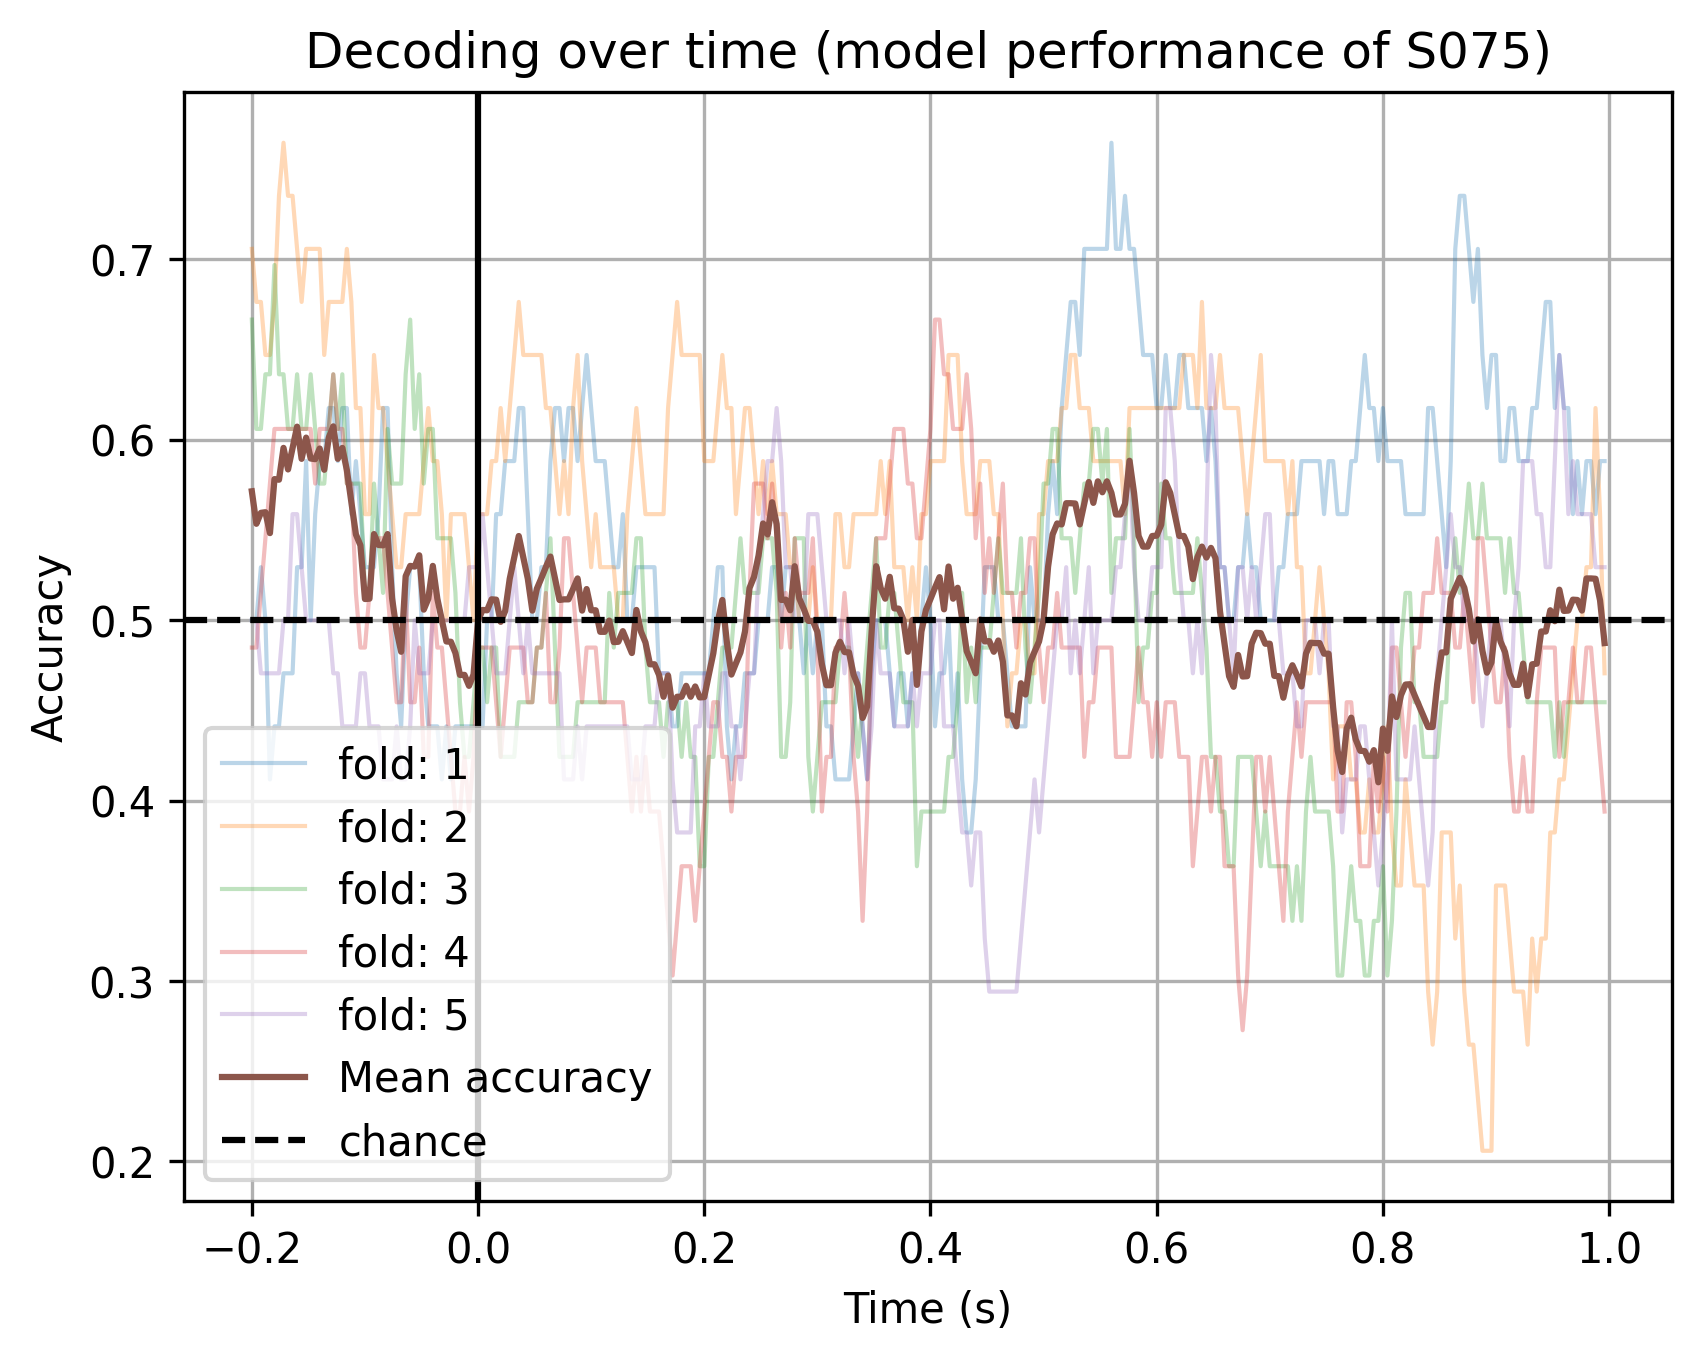 Decoding over time (model performance of S075)
Accuracy
0.7
0.6
0.5
0.4
0.3
0.2
fold: 1
fold: 2
fold: 3
fold: 4
fold: 5
Mean accuracy
chance
−0.2 0.0 0.2 0.4 0.6 0.8 1.0
Time (s)